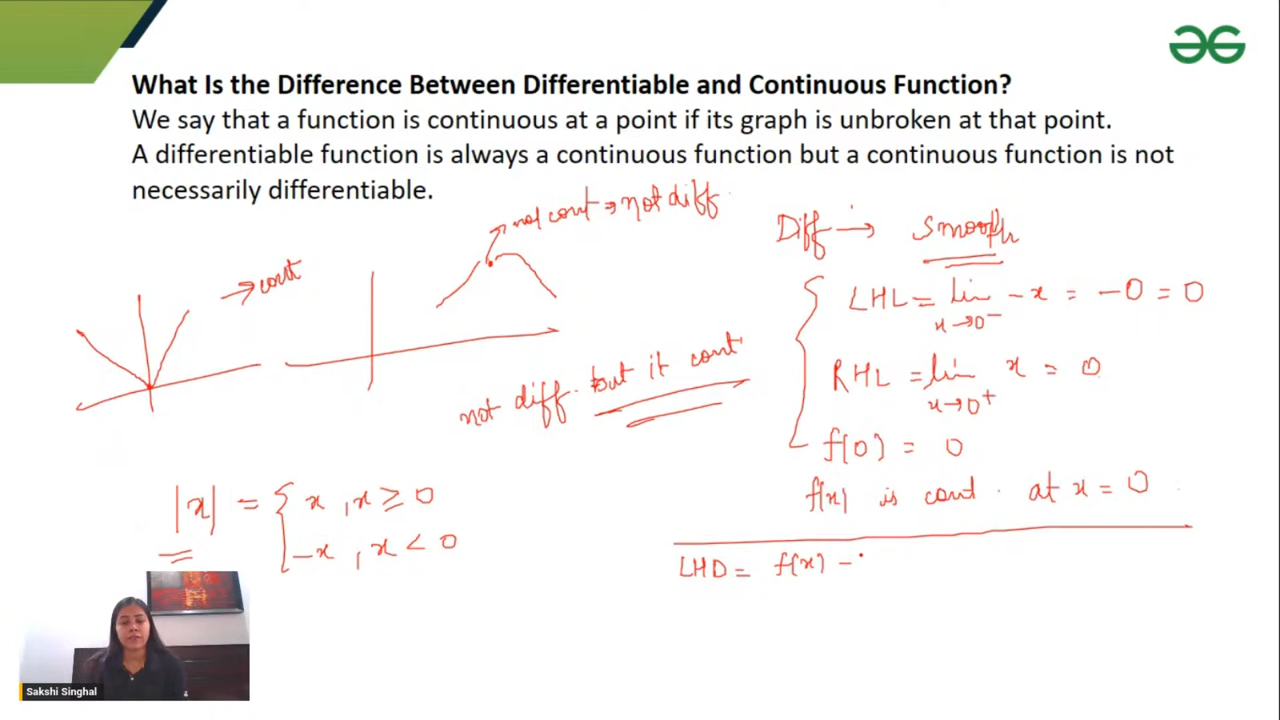 What Is the Difference Between Differentiable and Continuous Function?
We say that a function is continuous at a point if its graph is unbroken at that point.
A differentiable function is always a continuous function but a continuous function is not
necessarily differentiable.
not cont → not diff
Diff → Smooth
→ cont
LHL = lim -x = -0 = 0
x→0⁻
RHL = lim x = 0
x→0⁺
not diff. but it cont
f(0) = 0
|x| = { x , x ≥ 0
-x , x < 0
f(x) is cont. at x = 0
LHD = f(x) -
Sakshi Singhal